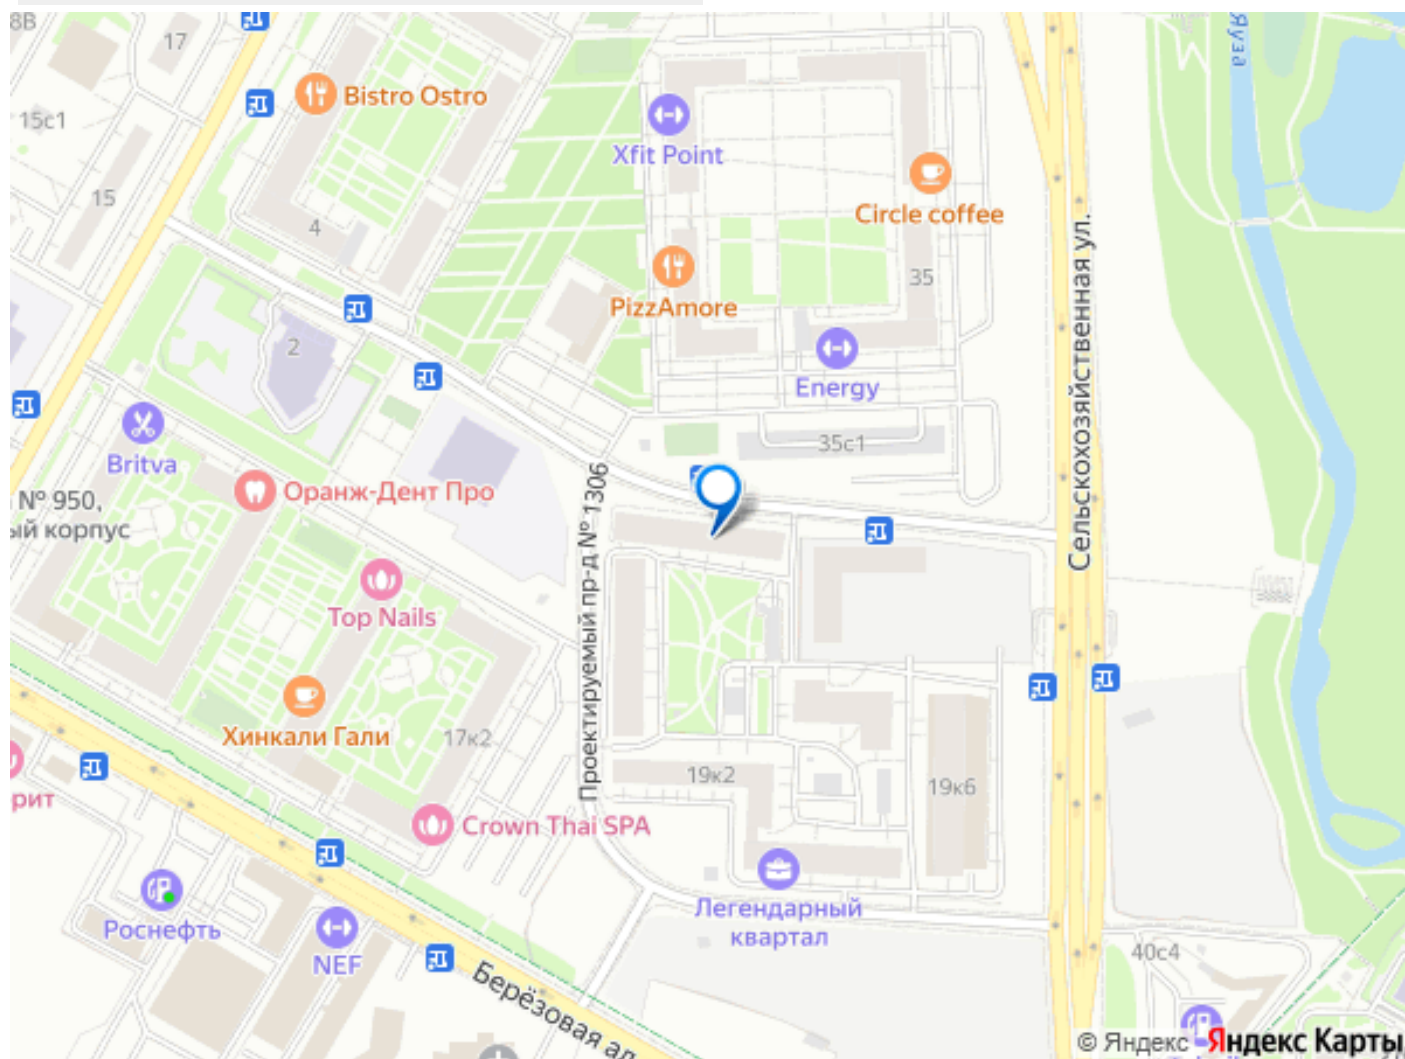 8В
17
Bistro Ostro
15с1
Xfit Point
15
4
Circle coffee
Яуза
35
Сельскохозяйственная ул.
PizzAmore
2
Energy
35с1
Britva
Оранж-Дент Про
№ 950,
ый корпус
Проектируемый пр-д № 1306
Top Nails
Хинкали Гали
17к2
19к2
19к6
рит
Crown Thai SPA
Легендарный
квартал
Роснефть
NEF
Берёзовая ал
40с4
© Яндекс Яндекс Карты